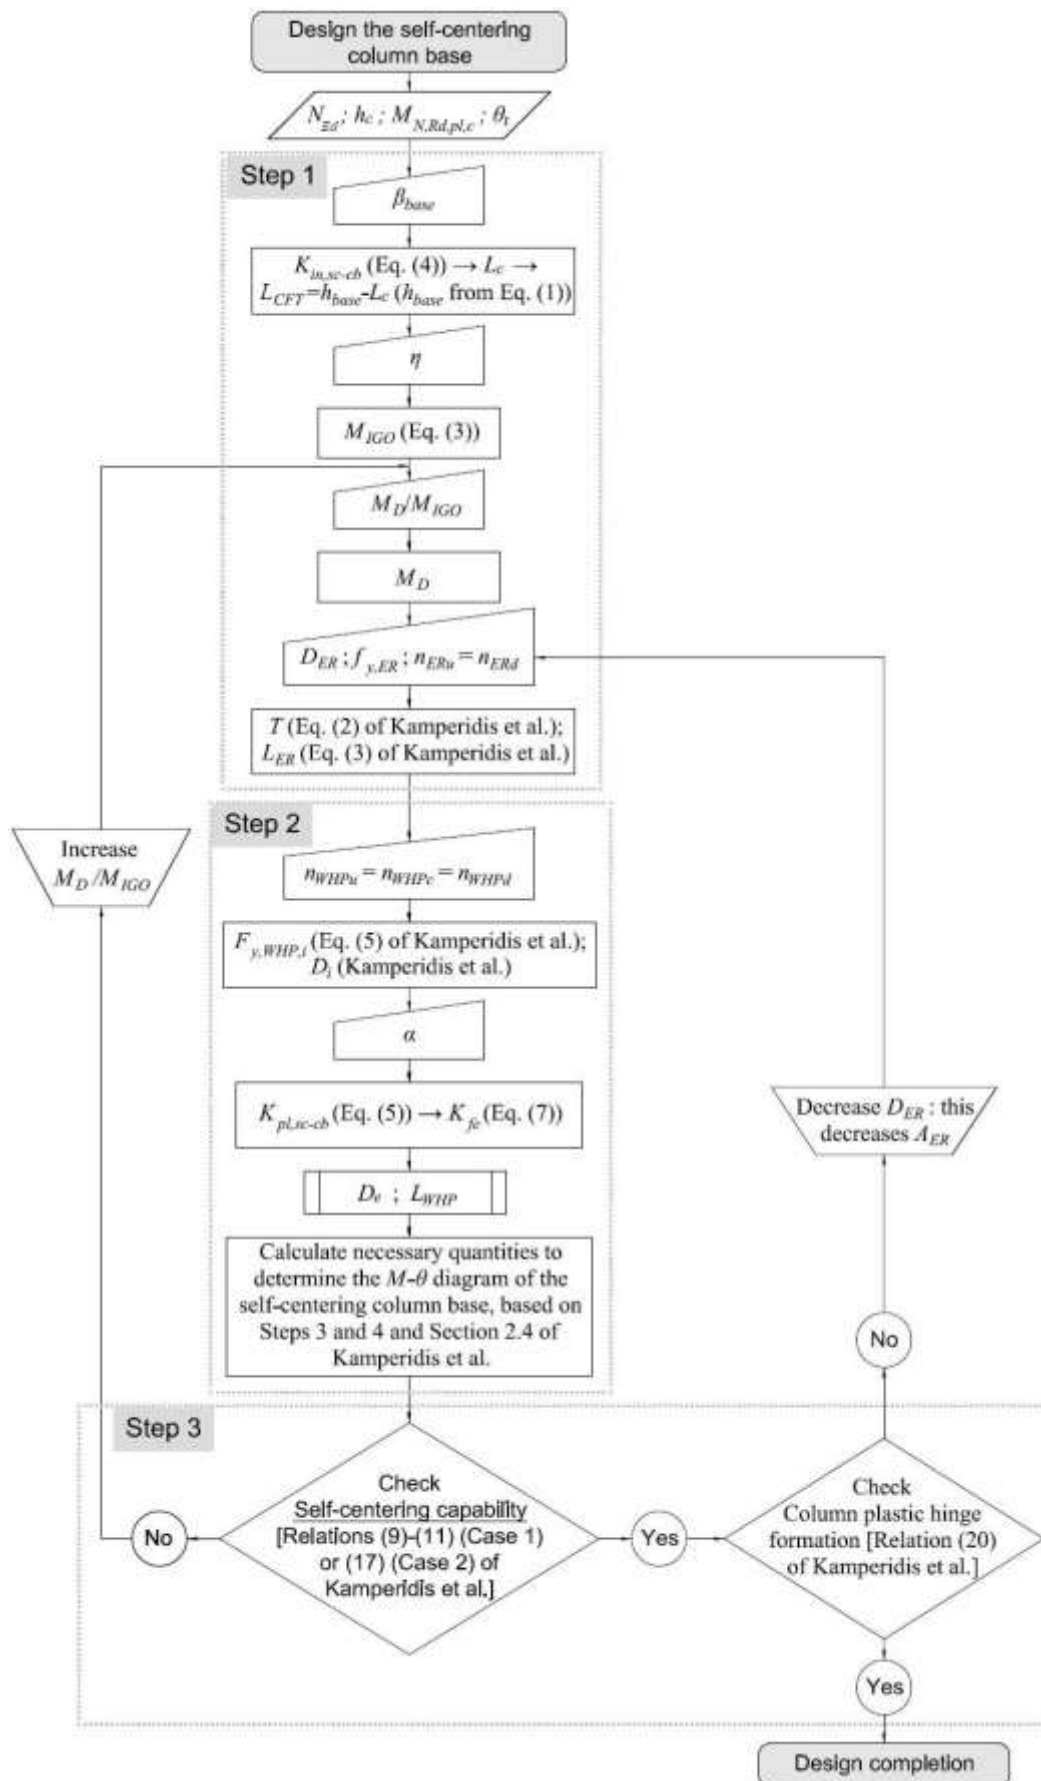 Design the self-centering
column base
N_Ed ; h_c ; M_N,Rd,pl,c ; θ_t
Step 1
β_base
K_in,sc-cb (Eq. (4)) → L_c →
L_CFT=h_base-L_c (h_base from Eq. (1))
η
M_IGO (Eq. (3))
M_D/M_IGO
M_D
D_ER ; f_y,ER ; n_ERu = n_ERd
T (Eq. (2) of Kamperidis et al.);
L_ER (Eq. (3) of Kamperidis et al.)
Increase
M_D /M_IGO
Step 2
n_WHPu = n_WHPc = n_WHPd
F_y,WHP,i (Eq. (5) of Kamperidis et al.);
D_i (Kamperidis et al.)
α
K_pl,sc-cb (Eq. (5)) → K_fe (Eq. (7))
D_e ; L_WHP
Calculate necessary quantities to
determine the M-θ diagram of the
self-centering column base, based on
Steps 3 and 4 and Section 2.4 of
Kamperidis et al.
Decrease D_ER : this
decreases A_ER
No
Step 3
No
Check
Self-centering capability
[Relations (9)-(11) (Case 1)
or (17) (Case 2) of
Kamperidis et al.]
Yes
Check
Column plastic hinge
formation [Relation (20)
of Kamperidis et al.]
Yes
Design completion